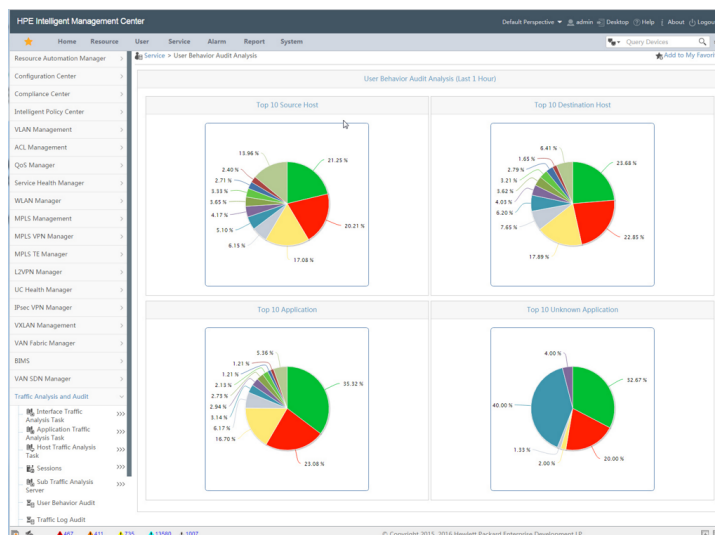 HPE Intelligent Management Center
Default Perspective admin Desktop Help About Logout
Home Resource User Service Alarm Report System
Query Devices
Service > User Behavior Audit Analysis
Add to My Favor
Resource Automation Manager
Configuration Center
Compliance Center
Intelligent Policy Center
VLAN Management
ACL Management
QoS Manager
Service Health Manager
WLAN Manager
MPLS Management
MPLS VPN Manager
MPLS TE Manager
L2VPN Manager
UC Health Manager
IPsec VPN Manager
VXLAN Management
VAN Fabric Manager
BIMS
VAN SDN Manager
Traffic Analysis and Audit
Interface Traffic
Analysis Task
Application Traffic
Analysis Task
Host Traffic Analysis
Task
Sessions
Sub Traffic Analysis
Server
User Behavior Audit
Traffic Log Audit
User Behavior Audit Analysis (Last 1 Hour)
Top 10 Source Host
13.96 %
2.40 %
2.71 %
3.33 %
3.65 %
4.17 %
5.10 %
6.15 %
17.08 %
20.21 %
21.25 %
Top 10 Destination Host
6.41 %
1.65 %
2.79 %
3.21 %
3.62 %
4.03 %
6.20 %
7.65 %
17.89 %
22.85 %
23.68 %
Top 10 Application
5.38 %
1.21 %
1.21 %
2.13 %
2.73 %
2.94 %
3.14 %
6.17 %
16.70 %
23.08 %
35.32 %
Top 10 Unknown Application
4.00 %
40.00 %
1.33 %
2.00 %
20.00 %
32.67 %
467 411 735 13580 1007
© Copyright 2015, 2016 Hewlett Packard Enterprise Development LP